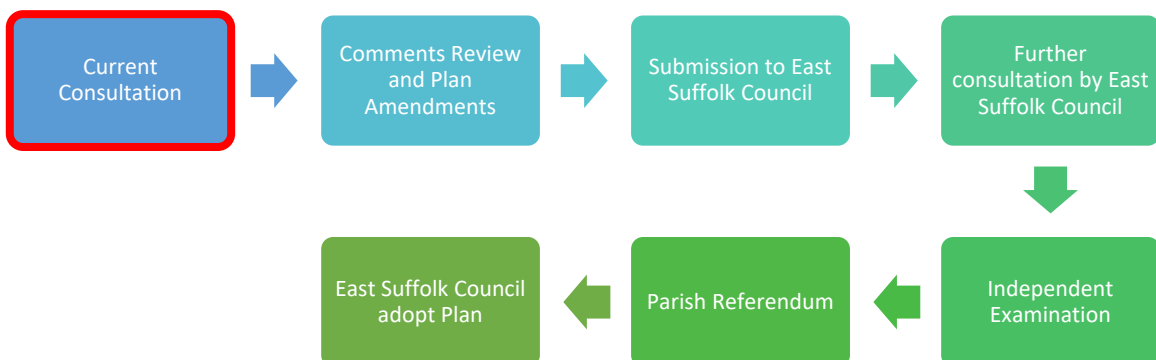 Current
Consultation
Comments Review
and Plan
Amendments
Submission to East
Suffolk Council
Further
consultation by East
Suffolk Council
Independent
Examination
Parish Referendum
East Suffolk Council
adopt Plan